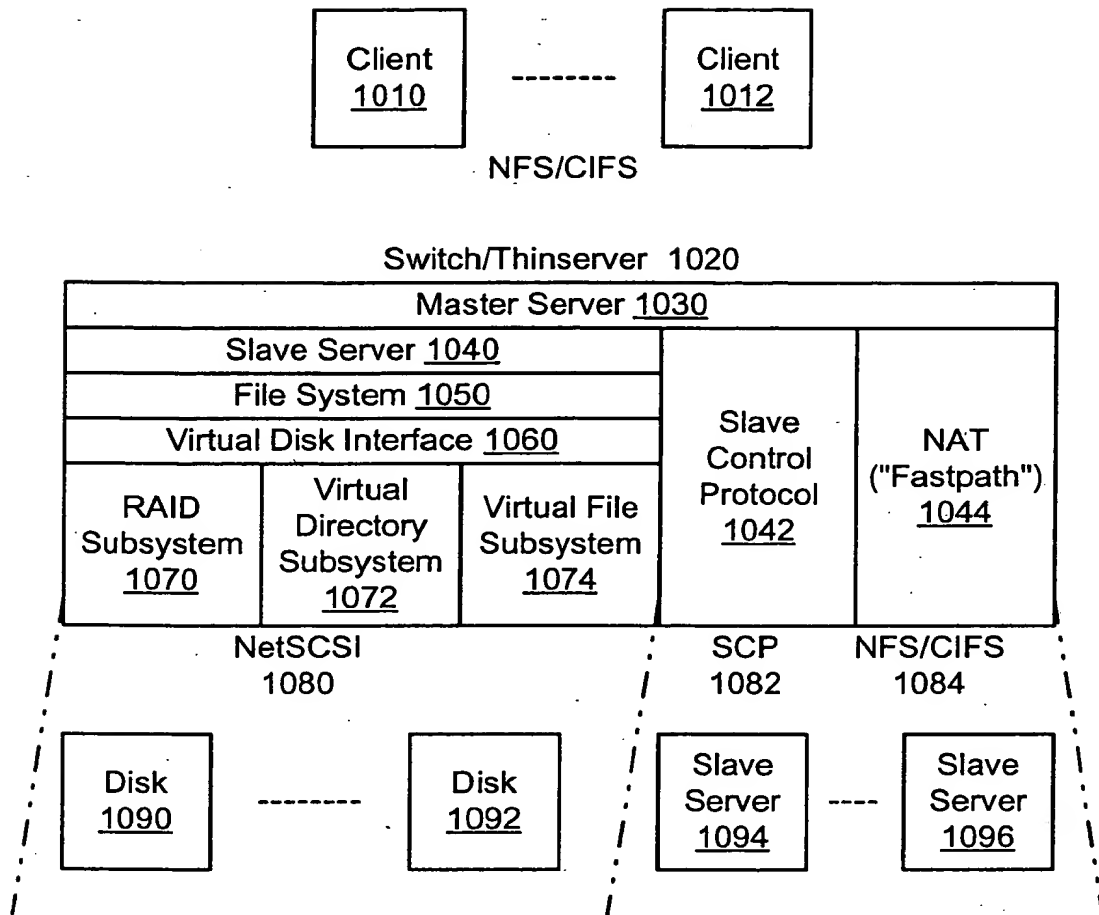 Client
1010
Client
1012
NFS/CIFS
Switch/Thinserver 1020
Master Server 1030
Slave Server 1040
File System 1050
Virtual Disk Interface 1060
RAID
Subsystem
1070
Virtual
Directory
Subsystem
1072
Virtual File
Subsystem
1074
Slave
Control
Protocol
1042
NAT
("Fastpath")
1044
NetSCSI
1080
SCP
1082
NFS/CIFS
1084
Disk
1090
Disk
1092
Slave
Server
1094
Slave
Server
1096